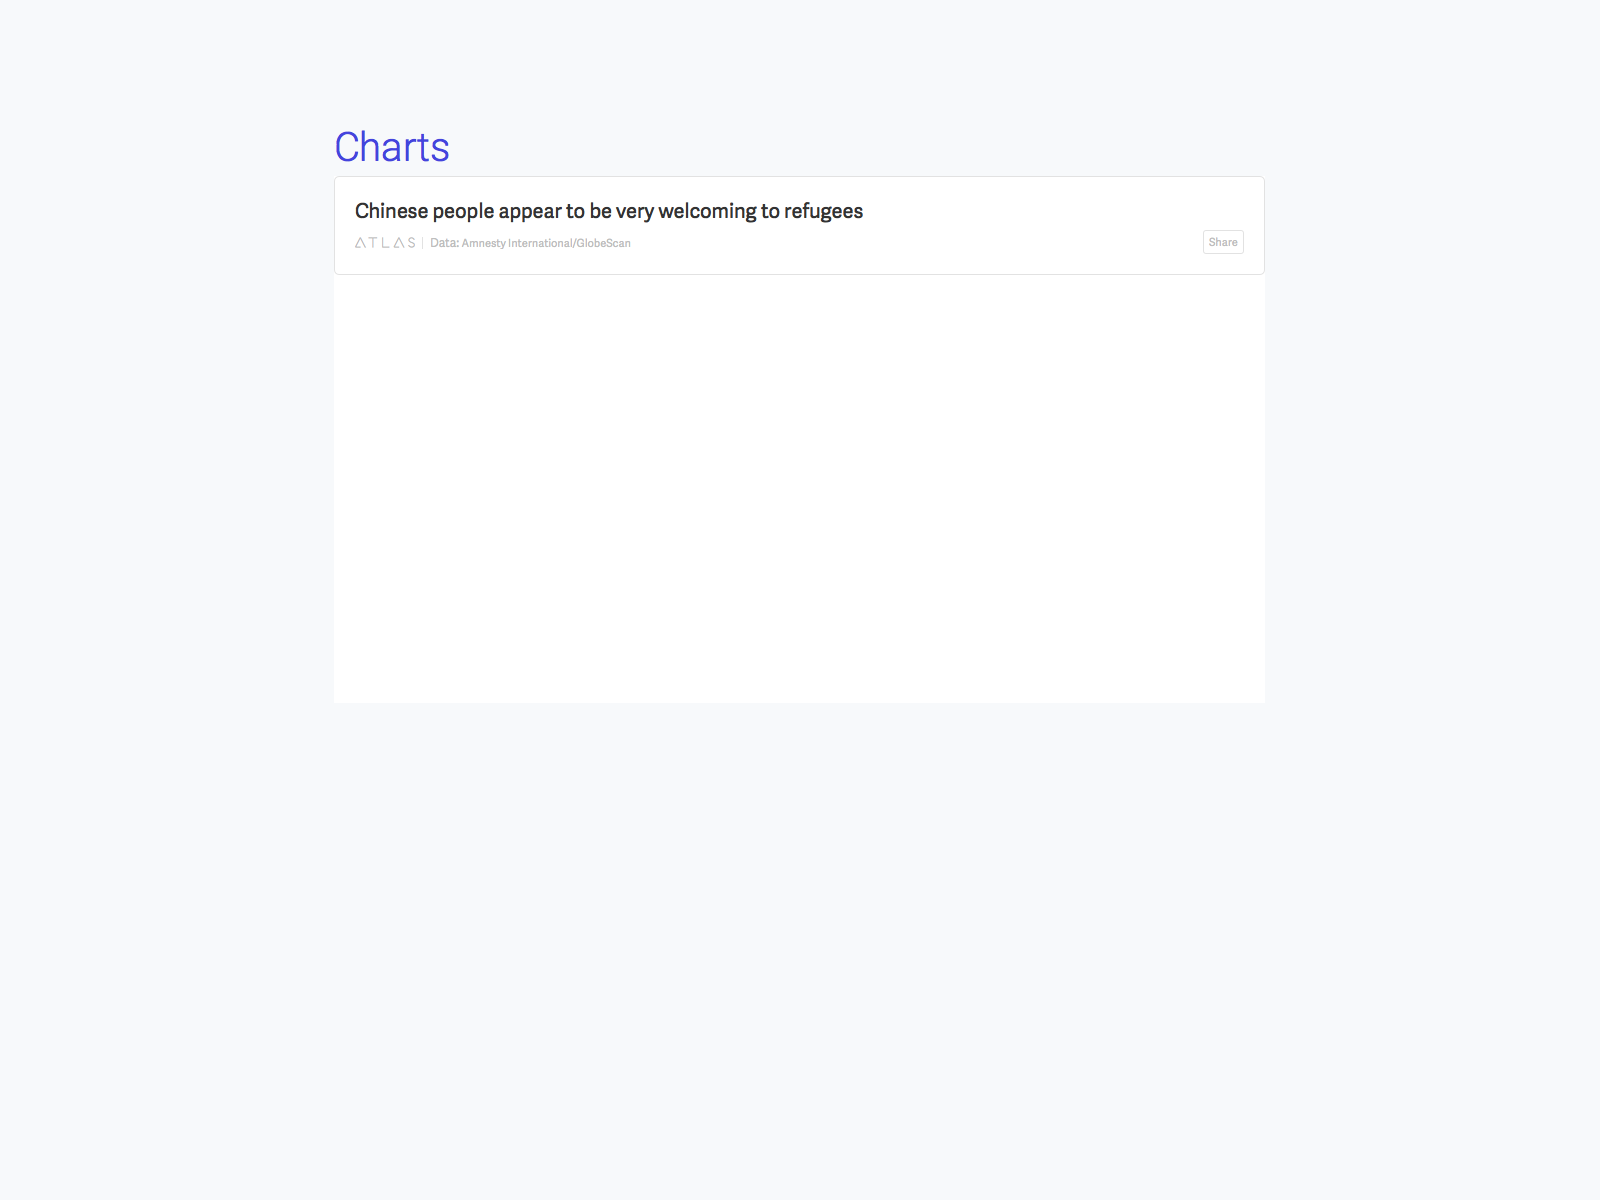 Charts
Chinese people appear to be very welcoming to refugees
ATLAS | Data: Amnesty International/GlobeScan
Share